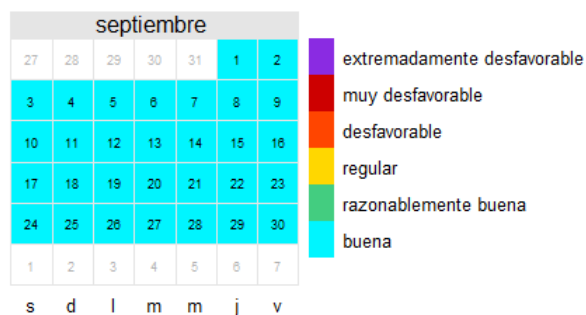 septiembre
27 28 29 30 31 1 2
3 4 5 6 7 8 9
10 11 12 13 14 15 16
17 18 19 20 21 22 23
24 25 26 27 28 29 30
1 2 3 4 5 6 7
s d l m m j v
extremadamente desfavorable
muy desfavorable
desfavorable
regular
razonablemente buena
buena